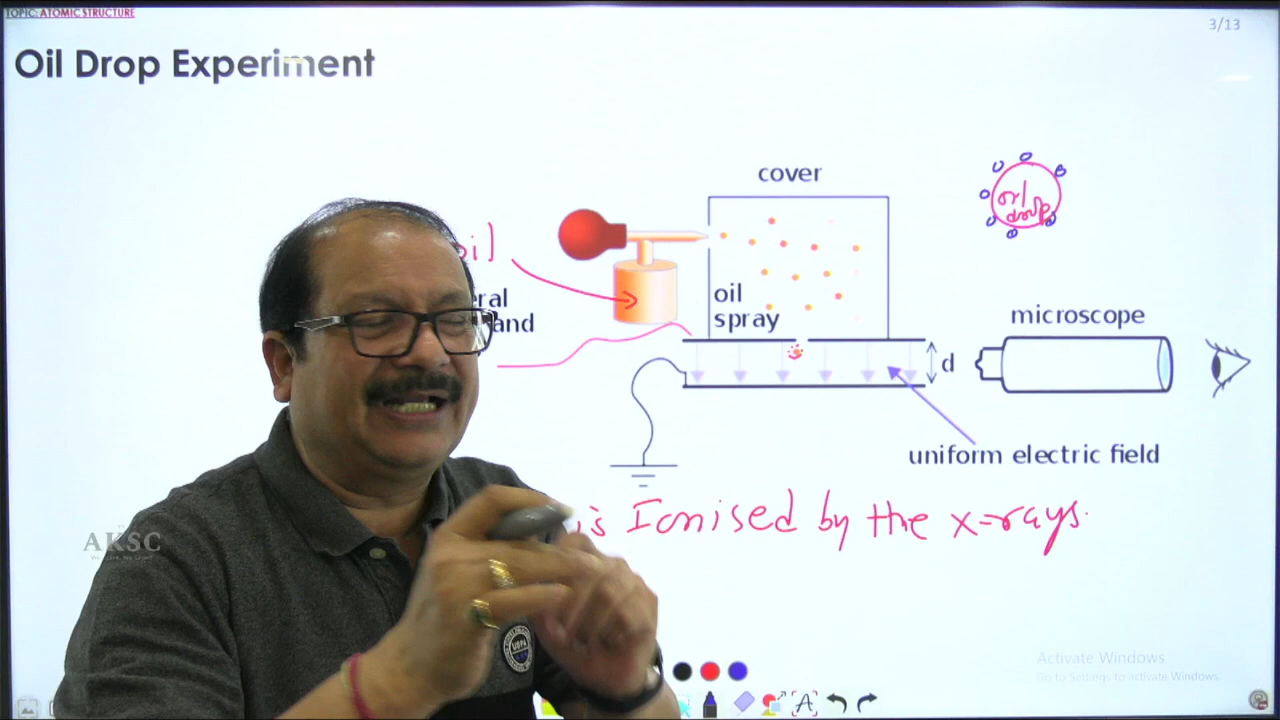 TOPIC: ATOMIC STRUCTURE
3/13
Oil Drop Experiment
cover
oil
drop
oil
spray
microscope
d
uniform electric field
is Ionised by the x-rays.
AKSC
Activate Windows
Go to Settings to activate Windows.